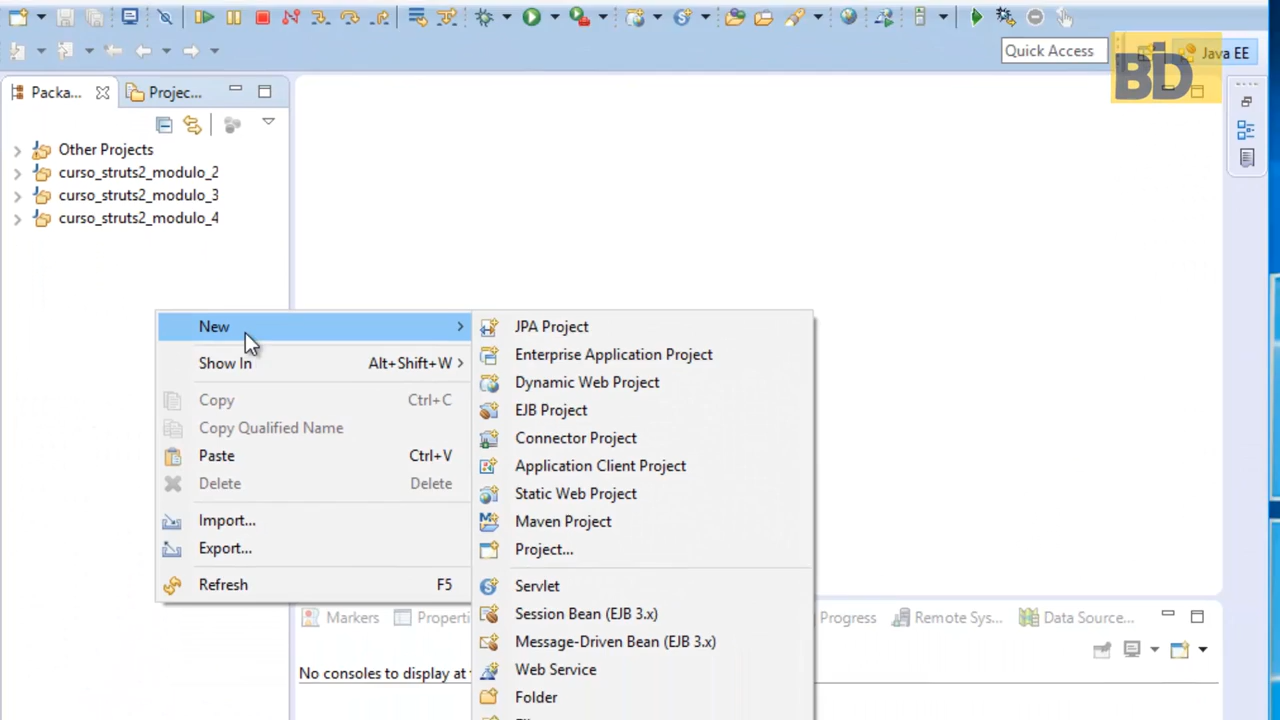 Quick Access
Java EE
BD
Packa...
Projec...
Other Projects
curso_struts2_modulo_2
curso_struts2_modulo_3
curso_struts2_modulo_4
New
Show In Alt+Shift+W
Copy Ctrl+C
Copy Qualified Name
Paste Ctrl+V
Delete Delete
Import...
Export...
Refresh F5
JPA Project
Enterprise Application Project
Dynamic Web Project
EJB Project
Connector Project
Application Client Project
Static Web Project
Maven Project
Project...
Servlet
Session Bean (EJB 3.x)
Message-Driven Bean (EJB 3.x)
Web Service
Folder
Markers
Properti
Progress
Remote Sys...
Data Source...
No consoles to display at